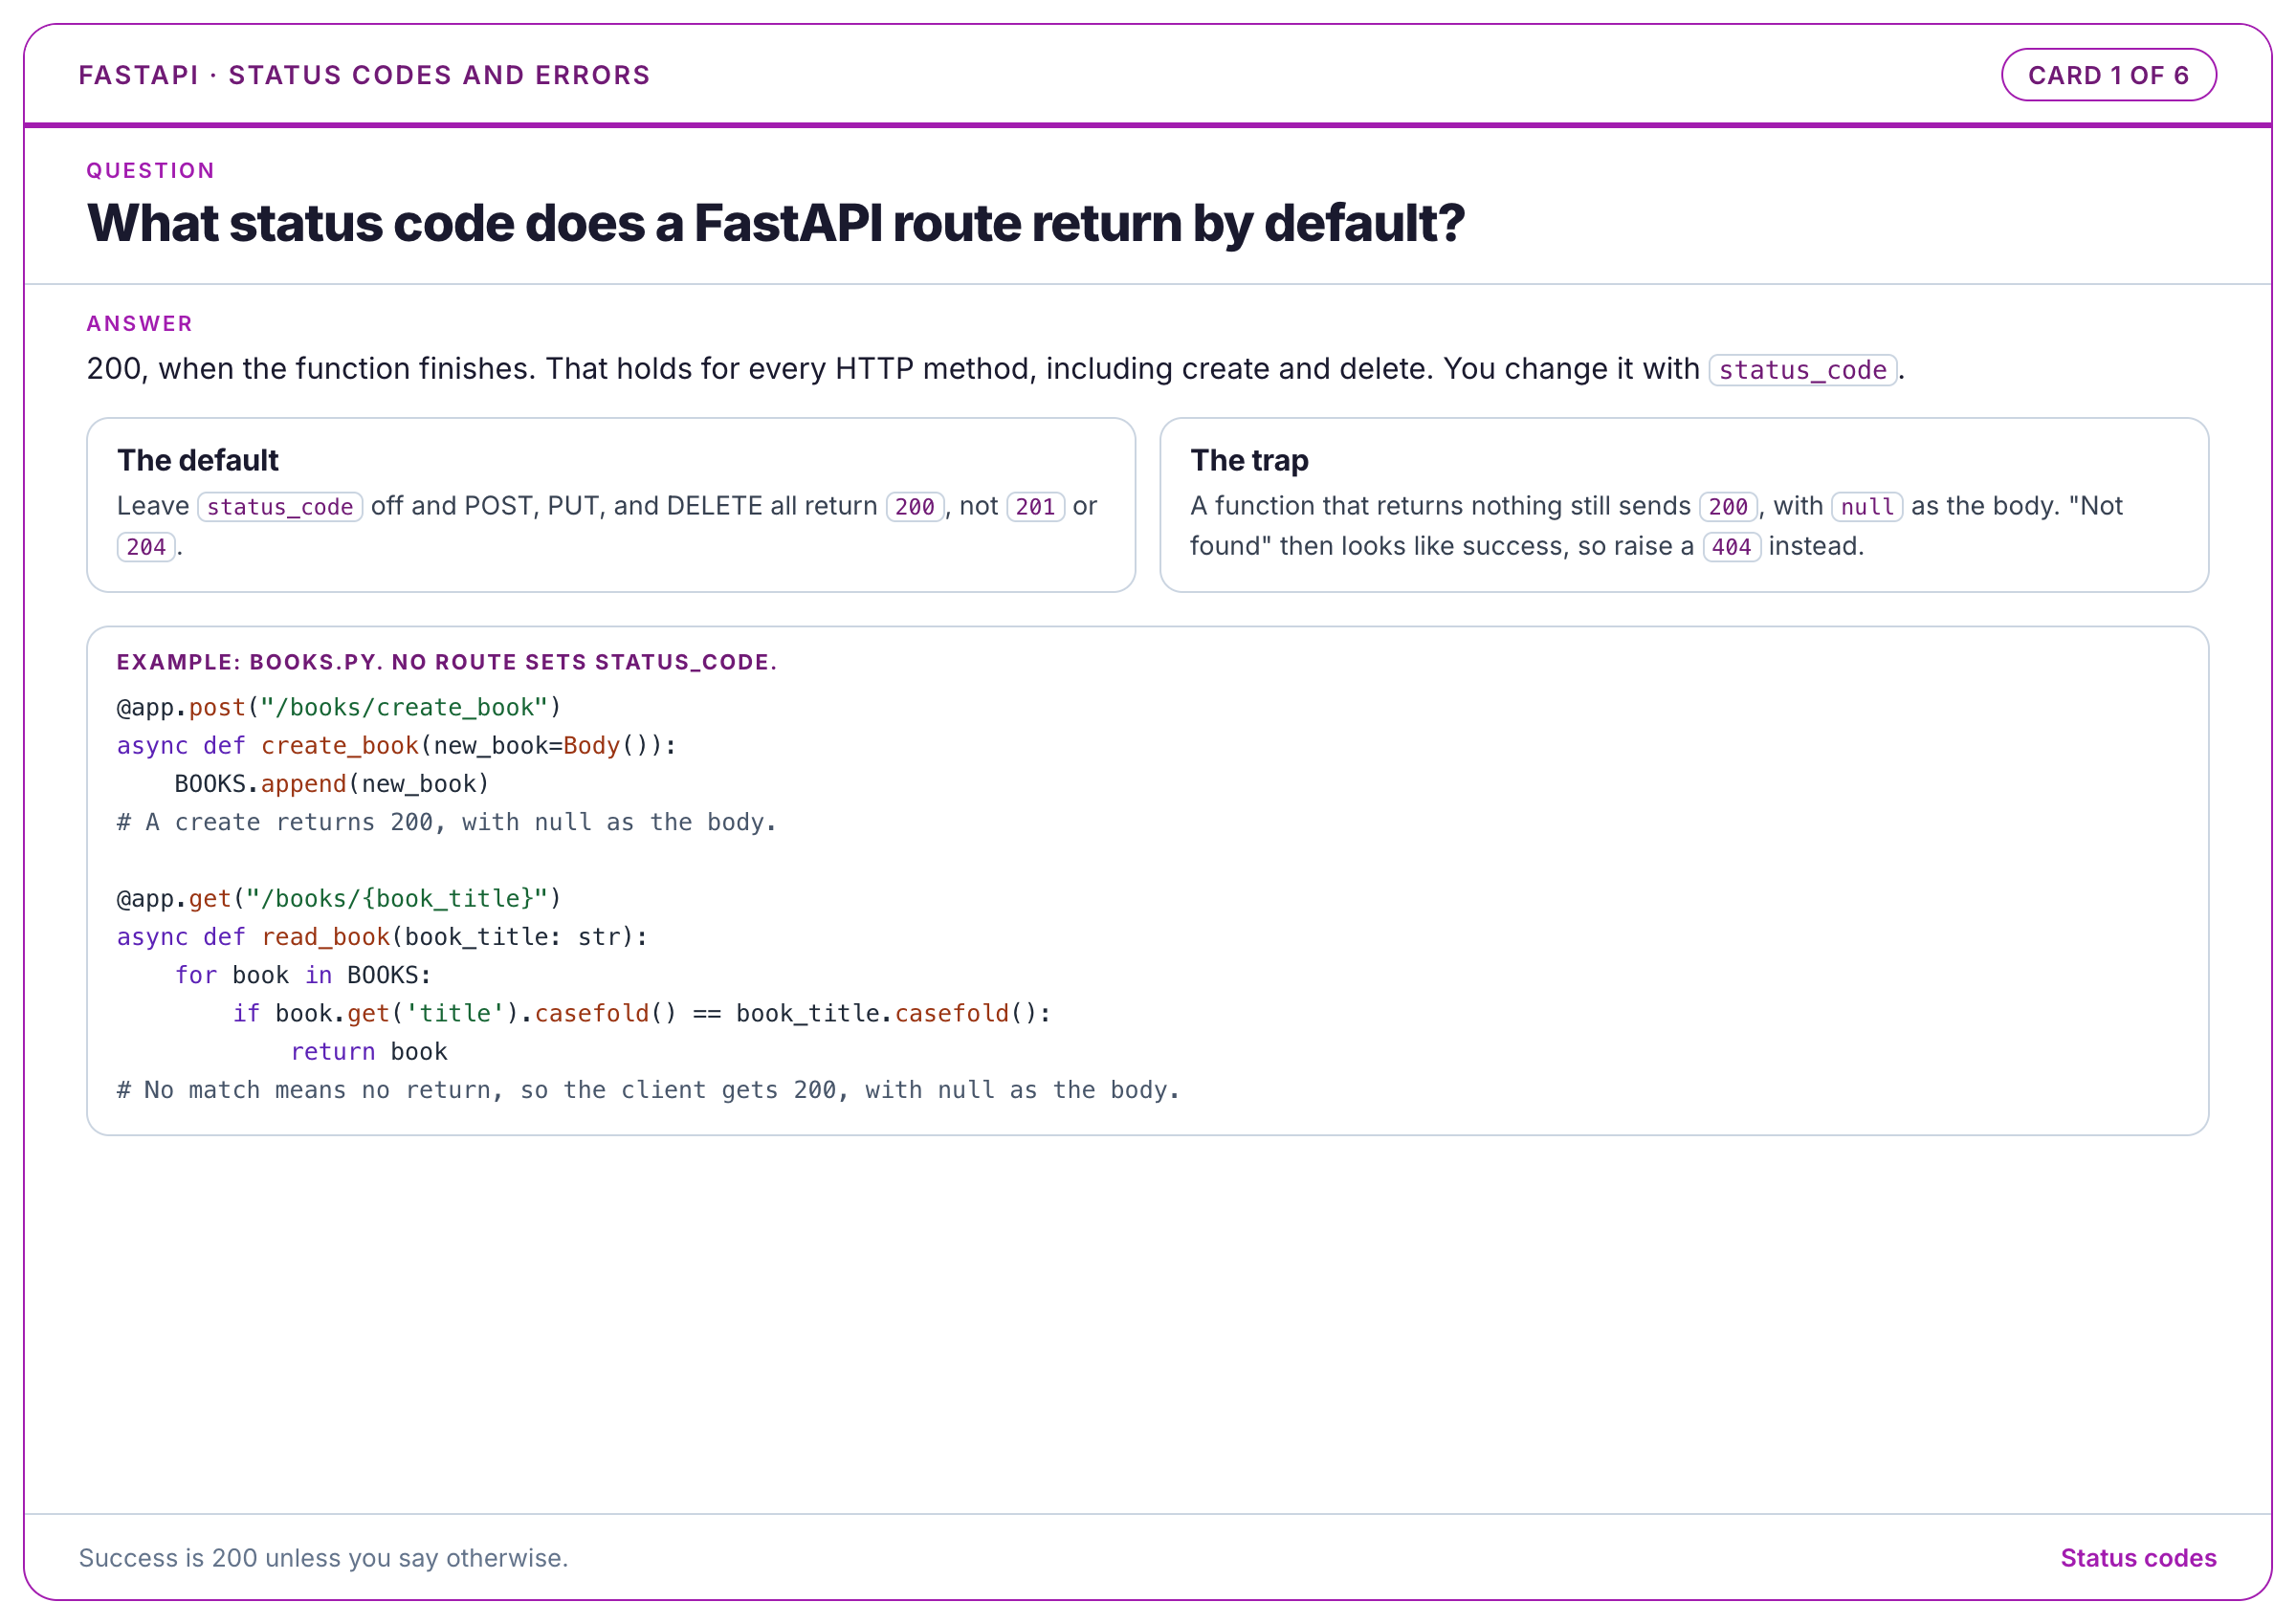 FASTAPI · STATUS CODES AND ERRORS
CARD 1 OF 6
QUESTION
What status code does a FastAPI route return by default?
ANSWER
200, when the function finishes. That holds for every HTTP method, including create and delete. You change it with status_code.
The default
Leave status_code off and POST, PUT, and DELETE all return 200, not 201 or
204.
The trap
A function that returns nothing still sends 200, with null as the body. "Not
found" then looks like success, so raise a 404 instead.
EXAMPLE: BOOKS.PY. NO ROUTE SETS STATUS_CODE.
@app.post("/books/create_book")
async def create_book(new_book=Body()):
    BOOKS.append(new_book)
# A create returns 200, with null as the body.

@app.get("/books/{book_title}")
async def read_book(book_title: str):
    for book in BOOKS:
        if book.get('title').casefold() == book_title.casefold():
            return book
# No match means no return, so the client gets 200, with null as the body.
Success is 200 unless you say otherwise.
Status codes